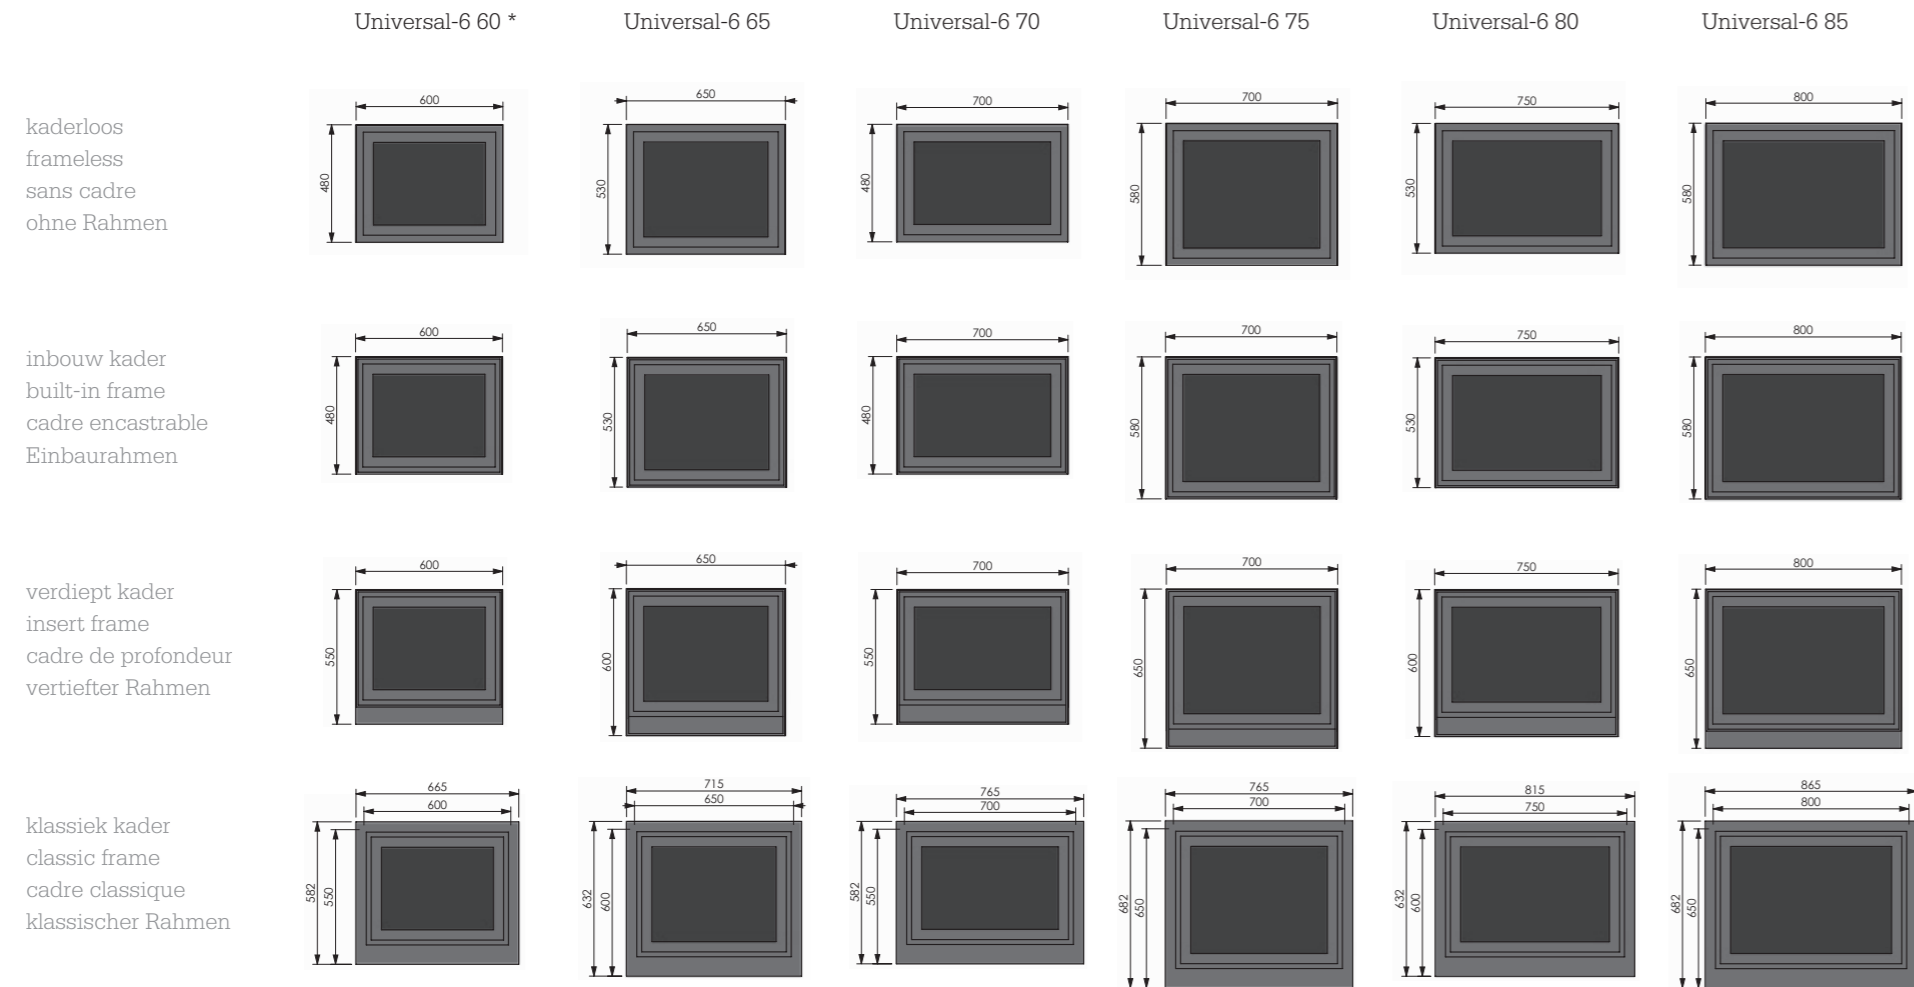 Universal-6 60 *
Universal-6 65
Universal-6 70
Universal-6 75
Universal-6 80
Universal-6 85
kaderloos
frameless
sans cadre
ohne Rahmen
600
480
650
530
700
480
700
580
750
530
800
580
inbouw kader
built-in frame
cadre encastrable
Einbaurahmen
600
480
650
530
700
480
700
580
750
530
800
580
verdiept kader
insert frame
cadre de profondeur
vertiefter Rahmen
600
550
650
600
700
550
700
650
750
600
800
650
klassiek kader
classic frame
cadre classique
klassischer Rahmen
665
600
582
550
715
650
632
600
765
700
582
550
765
700
682
650
815
750
632
600
865
800
682
650